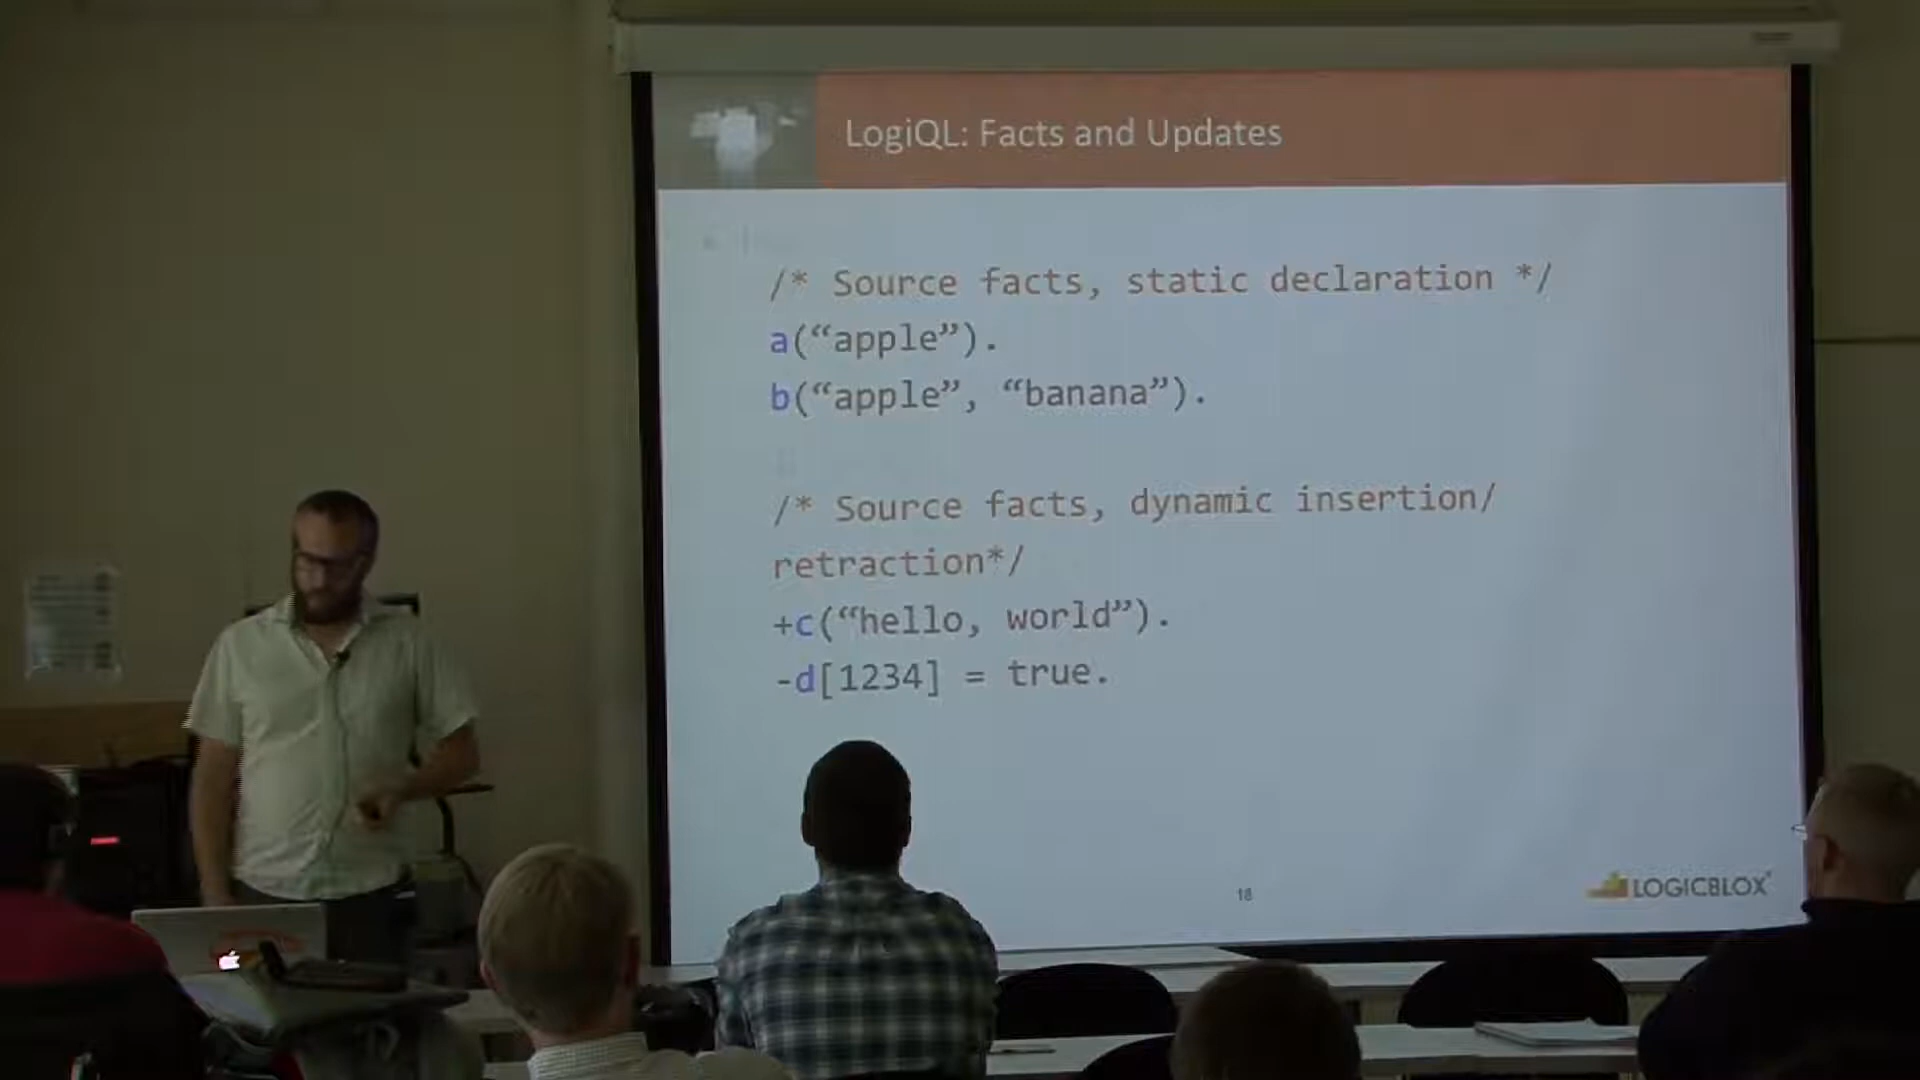 LogiQL: Facts and Updates
/* Source facts, static declaration */
a(“apple”).
b(“apple”, “banana”).
/* Source facts, dynamic insertion/
retraction*/
+c(“hello, world”).
-d[1234] = true.
18
LOGICBLOX